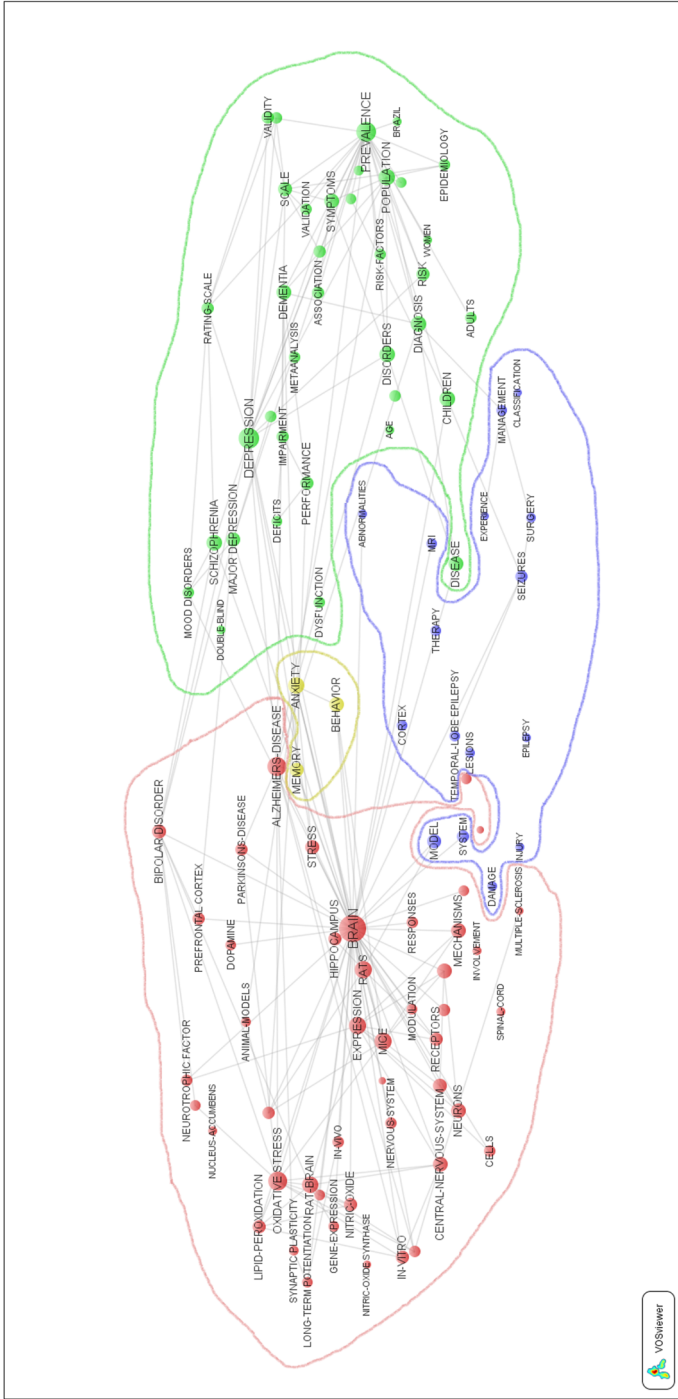 BIPOLAR-DISORDER
PREFRONTAL CORTEX
DOPAMINE
NEUROTROPHIC FACTOR
NUCLEUS-ACCUMBENS
ANIMAL-MODELS
PARKINSONS-DISEASE
ALZHEIMERS-DISEASE
STRESS
LIPID-PEROXIDATION
OXIDATIVE STRESS
SYNAPTIC PLASTICITY
RAT-BRAIN
LONG-TERM POTENTIATION
GENE-EXPRESSION
IN-VIVO
NITRIC-OXIDE
NITRIC-OXIDE SYNTHASE
IN-VITRO
HIPPOCAMPUS
BRAIN
RATS
EXPRESSION
MICE
NERVOUS-SYSTEM
MODULATION
RESPONSES
RECEPTORS
CENTRAL-NERVOUS-SYSTEM
NEURONS
CELLS
MECHANISMS
INVOLVEMENT
SPINAL-CORD
MULTIPLE-SCLEROSIS
MEMORY
ANXIETY
BEHAVIOR
MODEL
SYSTEM
DAMAGE
INJURY
CORTEX
TEMPORAL-LOBE EPILEPSY
LESIONS
EPILEPSY
THERAPY
MRI
ABNORMALITIES
SEIZURES
SURGERY
EXPERIENCE
MANAGEMENT
CLASSIFICATION
MOOD DISORDERS
DOUBLE-BLIND
SCHIZOPHRENIA
MAJOR DEPRESSION
DEPRESSION
RATING-SCALE
DYSFUNCTION
DEFICITS
PERFORMANCE
IMPAIRMENT
METAANALYSIS
DEMENTIA
ASSOCIATION
VALIDITY
SCALE
VALIDATION
SYMPTOMS
PREVALENCE
BRAZIL
POPULATION
EPIDEMIOLOGY
RISK-FACTORS
WOMEN
RISK
DIAGNOSIS
DISORDERS
AGE
CHILDREN
ADULTS
DISEASE
VOSviewer